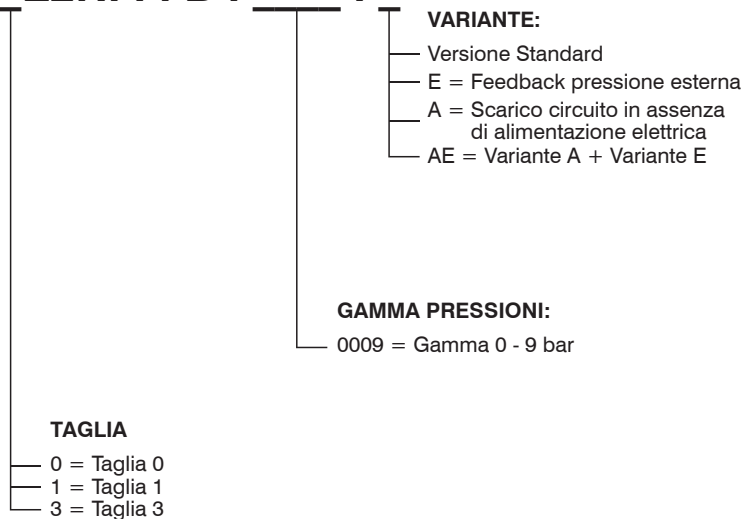 VARIANTE:
Versione Standard
E = Feedback pressione esterna
A = Scarico circuito in assenza
di alimentazione elettrica
AE = Variante A + Variante E
GAMMA PRESSIONI:
0009 = Gamma 0 - 9 bar
TAGLIA
0 = Taglia 0
1 = Taglia 1
3 = Taglia 3